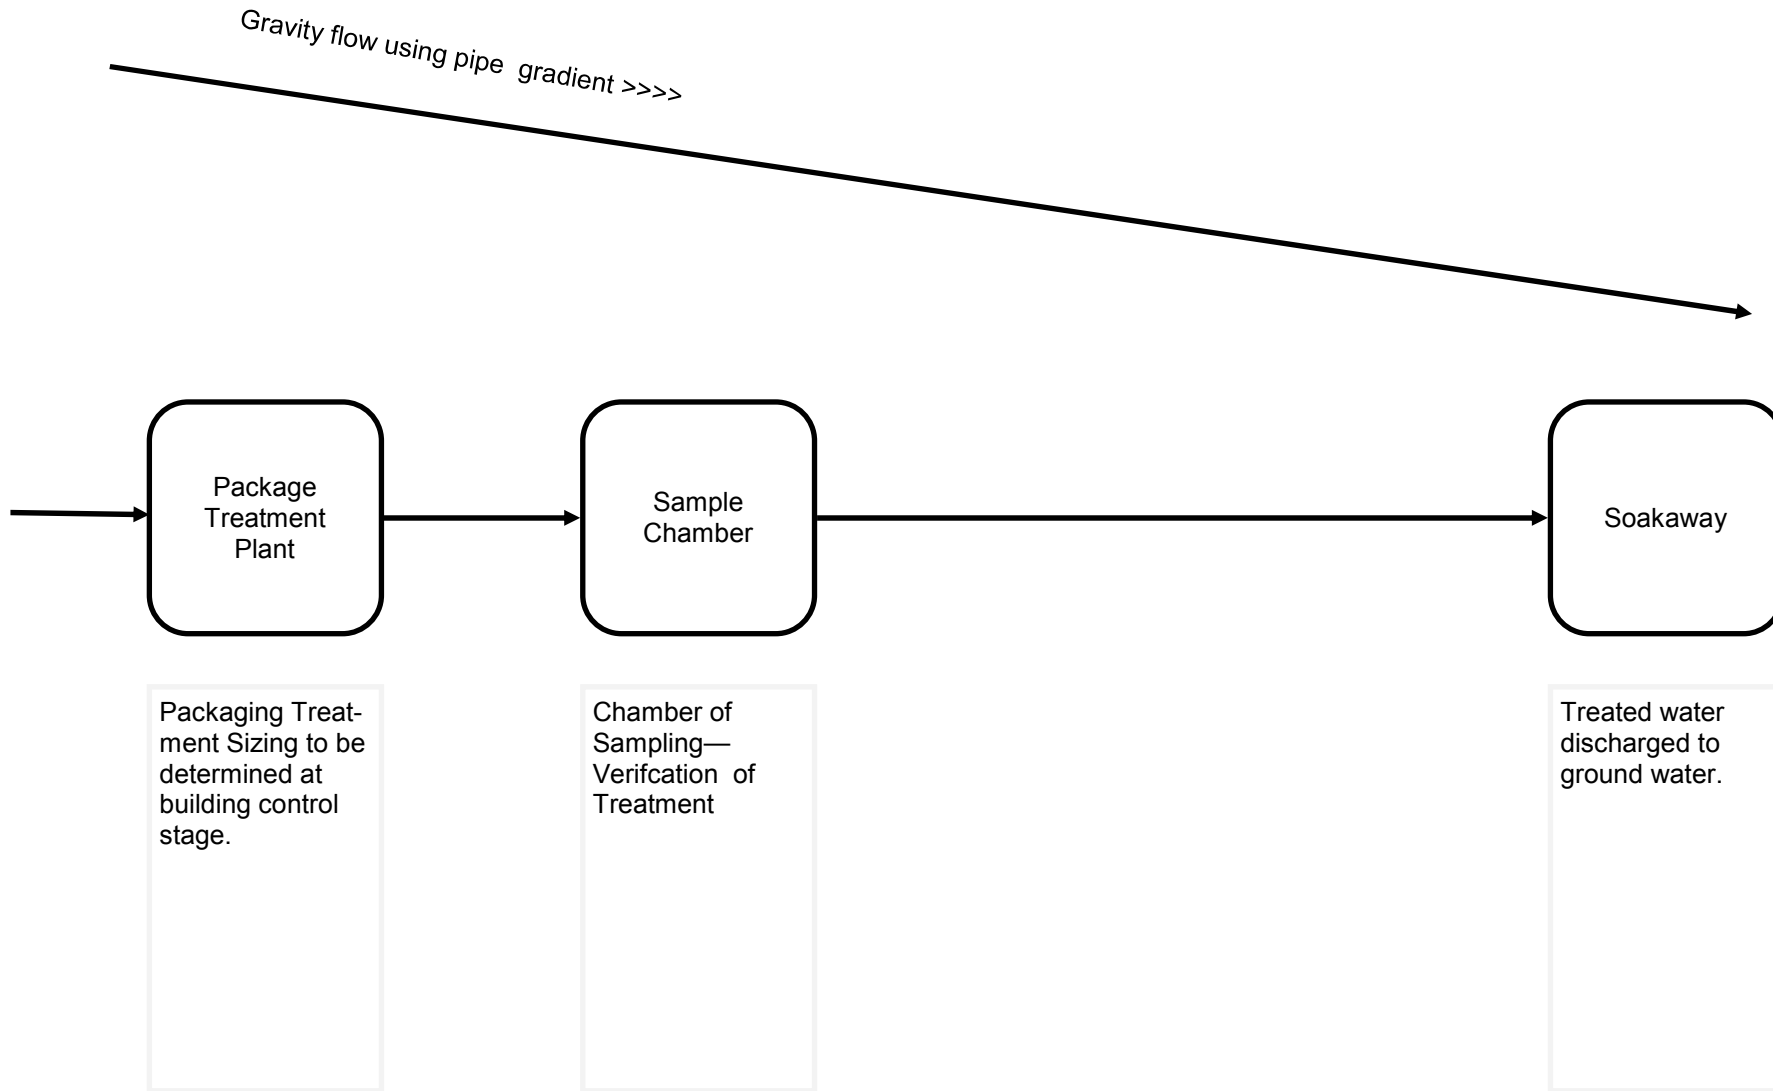 Gravity flow using pipe  gradient >>>>
Package
Treatment
Plant
Sample
Chamber
Soakaway
Packaging Treat-
ment Sizing to be
determined at
building control
stage.
Chamber of
Sampling—
Verifcation  of
Treatment
Treated water
discharged to
ground water.